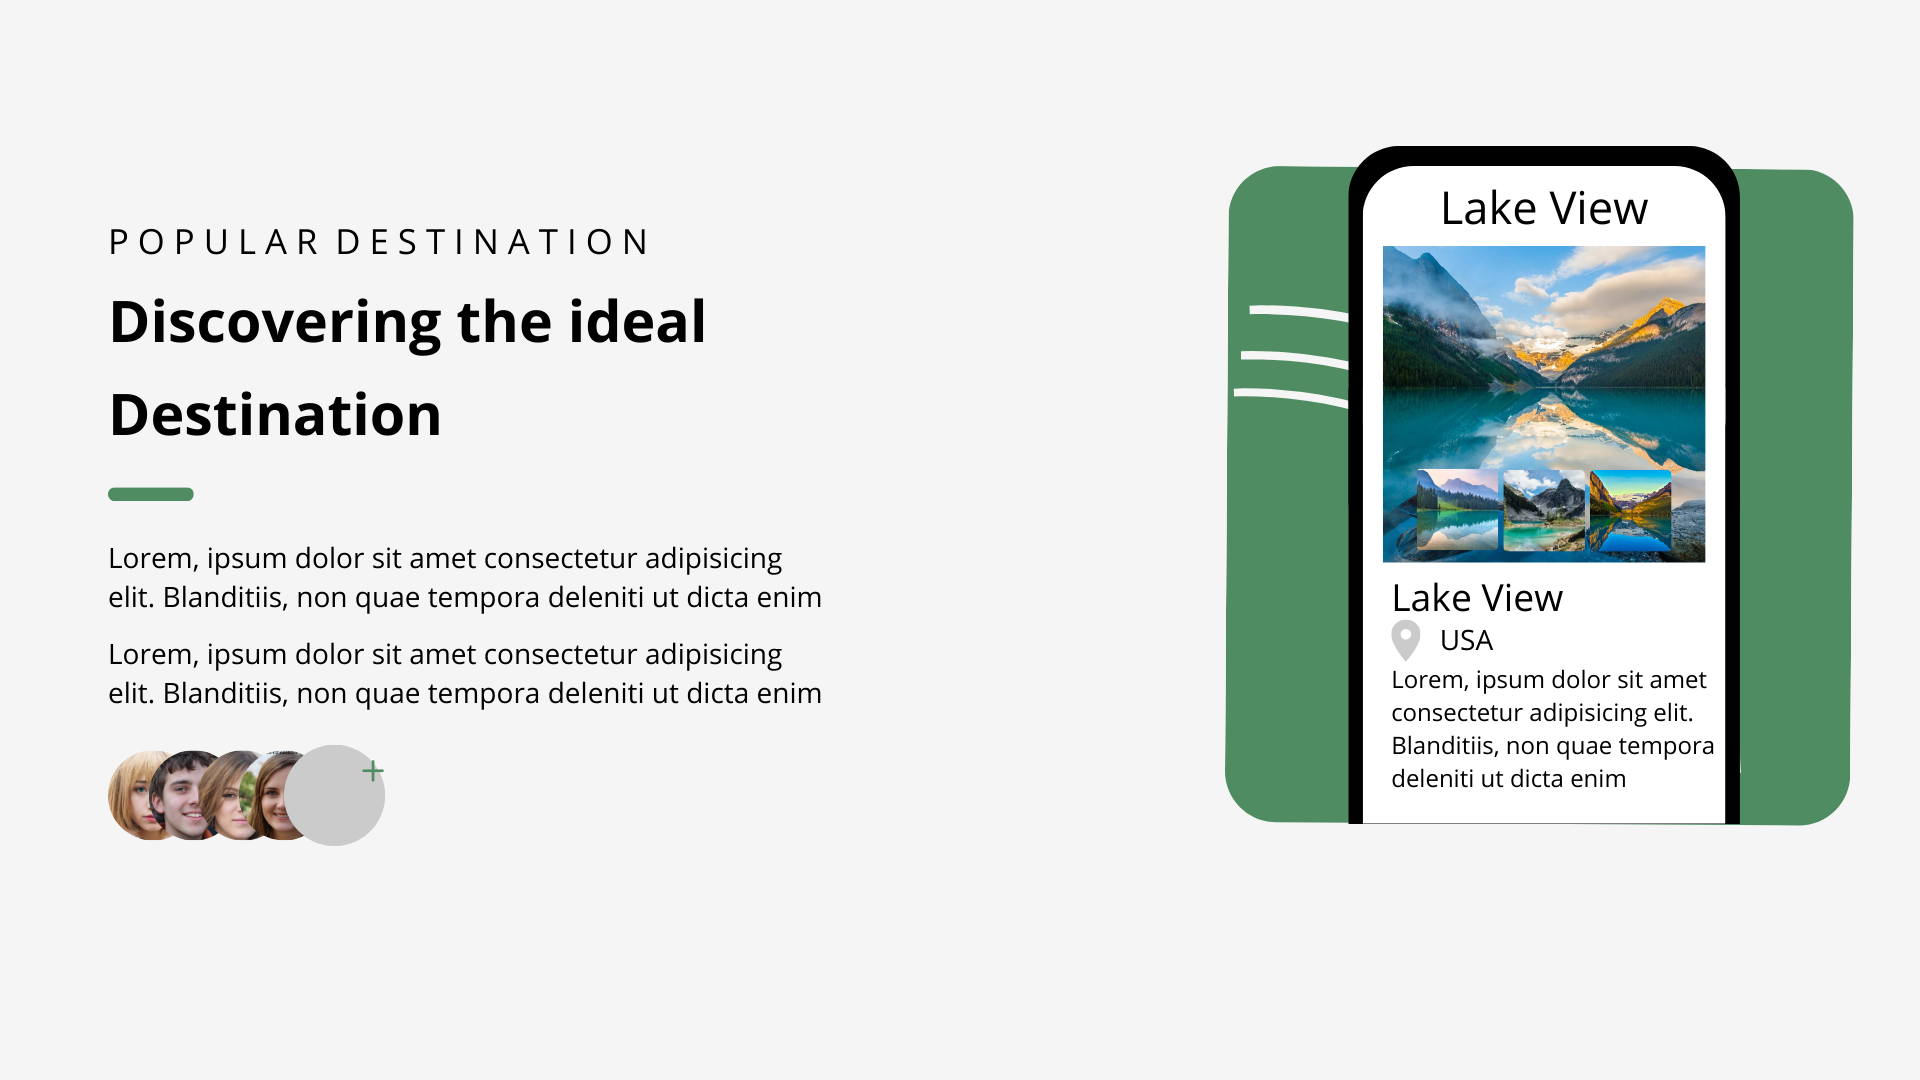 POPULAR DESTINATION
Discovering the ideal
Destination
Lorem, ipsum dolor sit amet consectetur adipisicing
elit. Blanditiis, non quae tempora deleniti ut dicta enim
Lorem, ipsum dolor sit amet consectetur adipisicing
elit. Blanditiis, non quae tempora deleniti ut dicta enim
+
Lake View
Lake View
USA
Lorem, ipsum dolor sit amet
consectetur adipisicing elit.
Blanditiis, non quae tempora
deleniti ut dicta enim